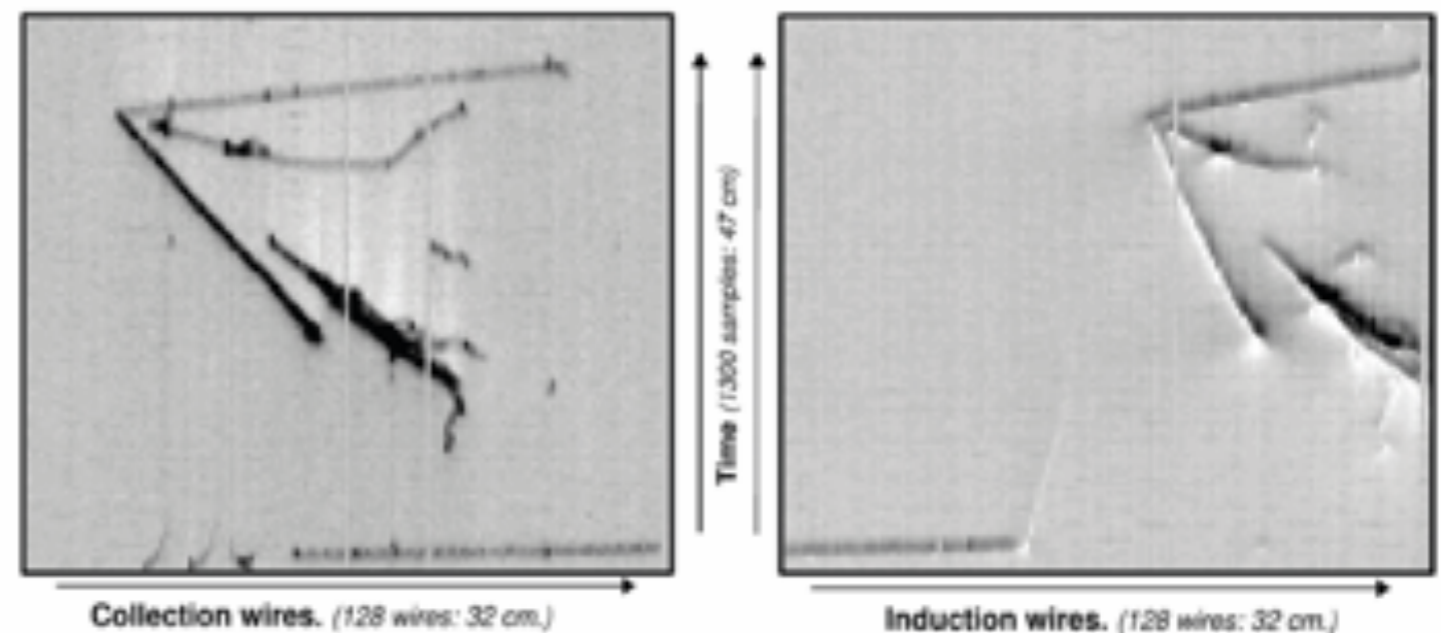 Time (1300 samples: 47 cm)
Collection wires. (128 wires: 32 cm.)
Induction wires. (128 wires: 32 cm.)